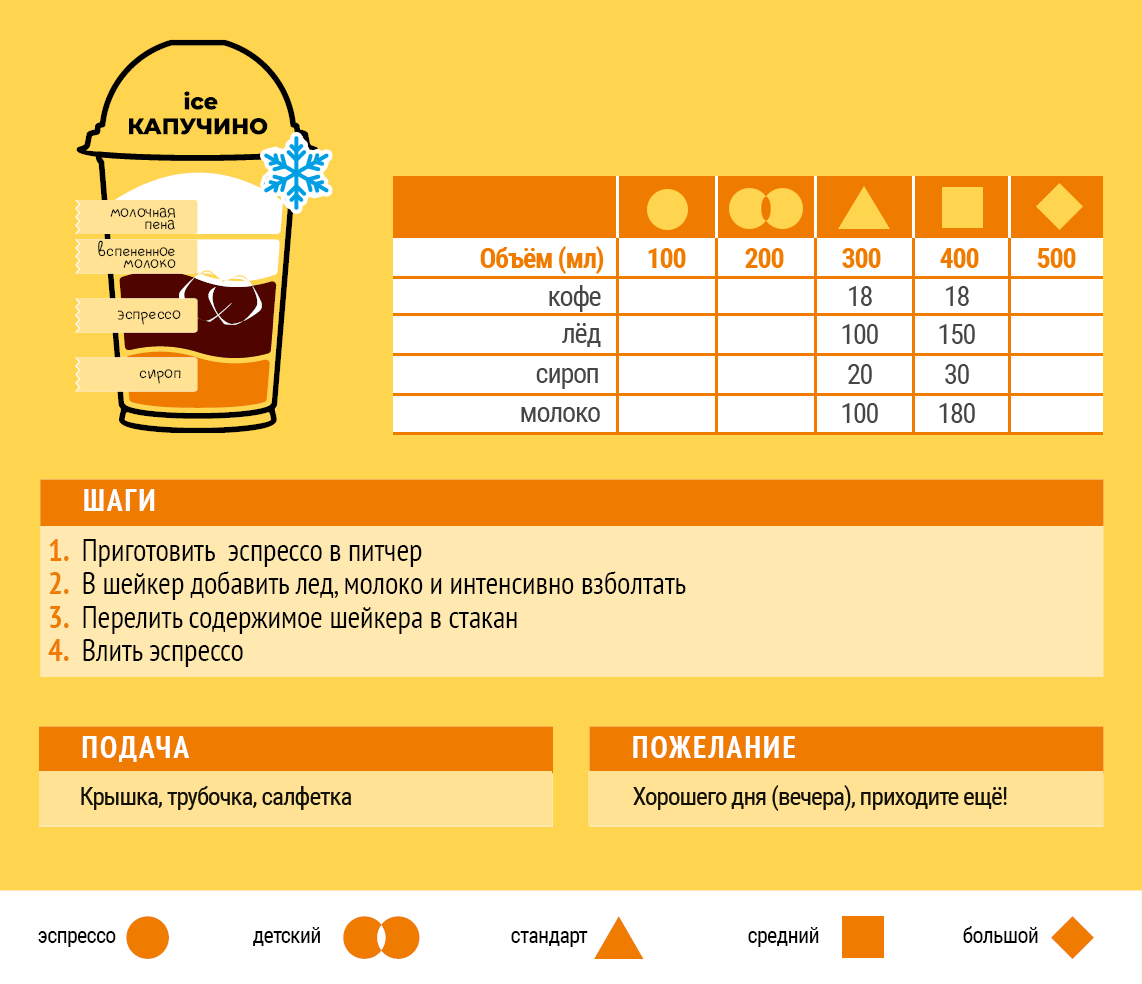 ice
КАПУЧИНО
молочная
пена
вспененное
молоко
эспрессо
сироп
Объём (мл) 100 200 300 400 500
кофе 18 18
лёд 100 150
сироп 20 30
молоко 100 180
ШАГИ
1. Приготовить эспрессо в питчер
2. В шейкер добавить лед, молоко и интенсивно взболтать
3. Перелить содержимое шейкера в стакан
4. Влить эспрессо
ПОДАЧА
Крышка, трубочка, салфетка
ПОЖЕЛАНИЕ
Хорошего дня (вечера), приходите ещё!
эспрессо детский стандарт средний большой